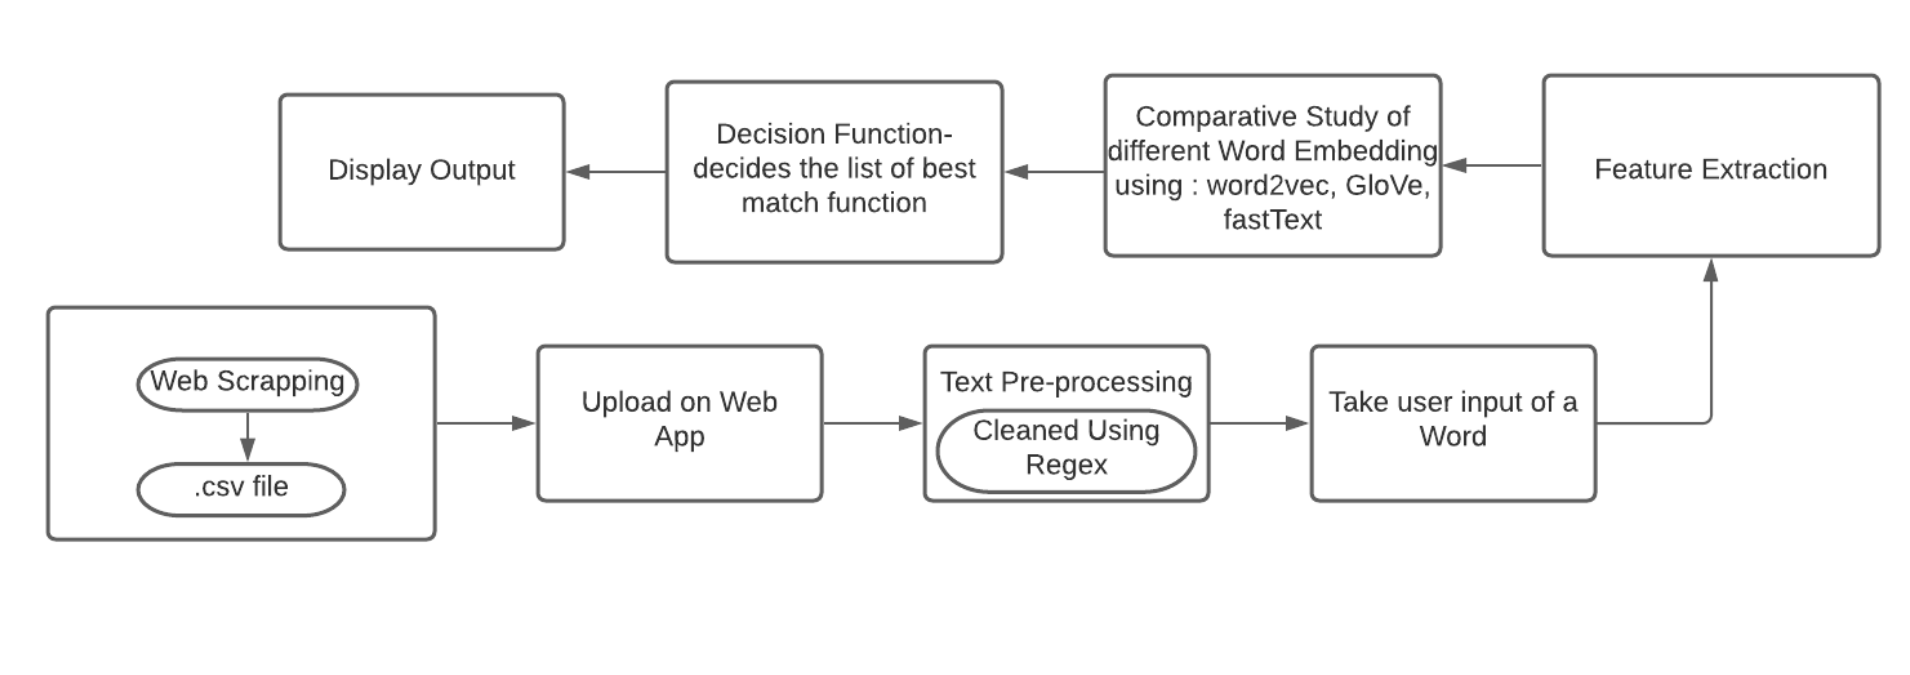 Display Output
Decision Function-
decides the list of best
match function
Comparative Study of
different Word Embedding
using : word2vec, GloVe,
fastText
Feature Extraction
Web Scrapping
.csv file
Upload on Web
App
Text Pre-processing
Cleaned Using
Regex
Take user input of a
Word